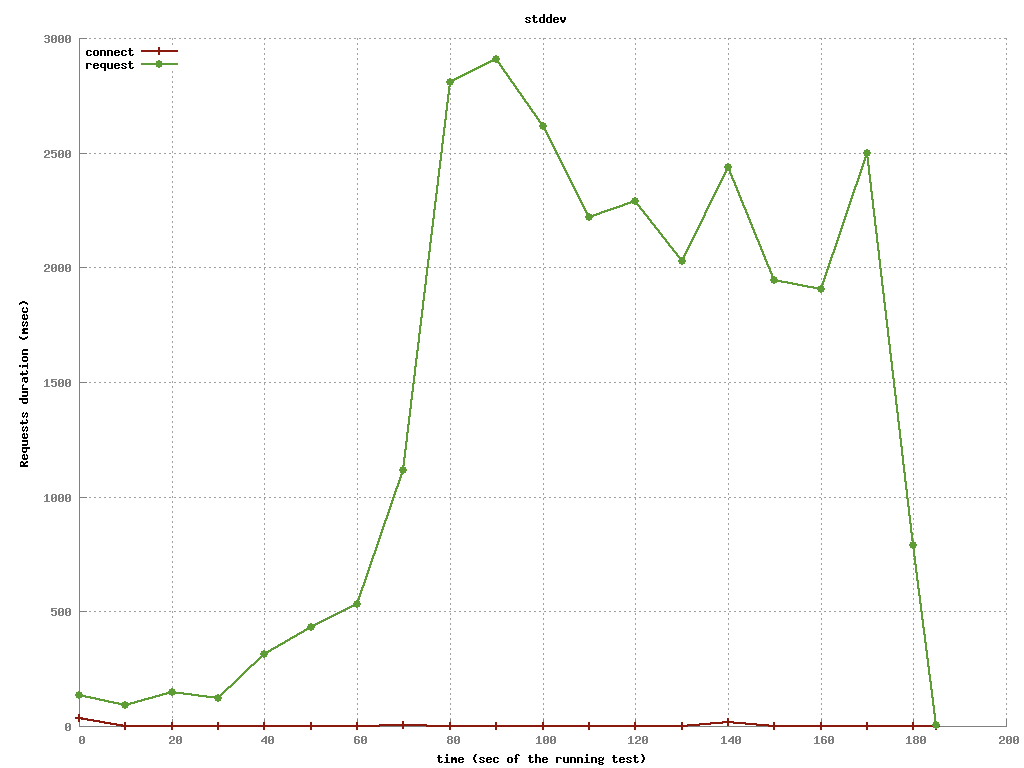 stddev
connect
request
3000
2500
2000
1500
1000
500
0
Requests duration (msec)
0 20 40 60 80 100 120 140 160 180 200
time (sec of the running test)